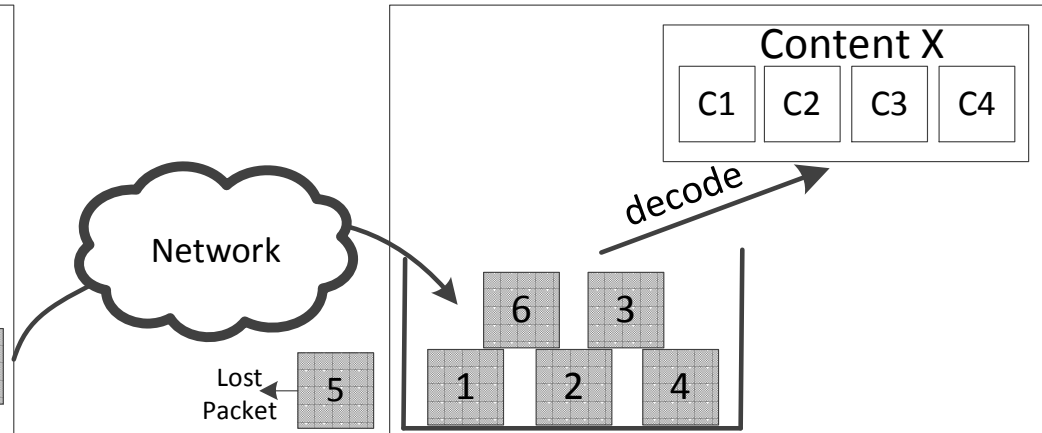 Content X
C1 C2 C3 C4
decode
Network
6 3
Lost
Packet
5
1 2 4